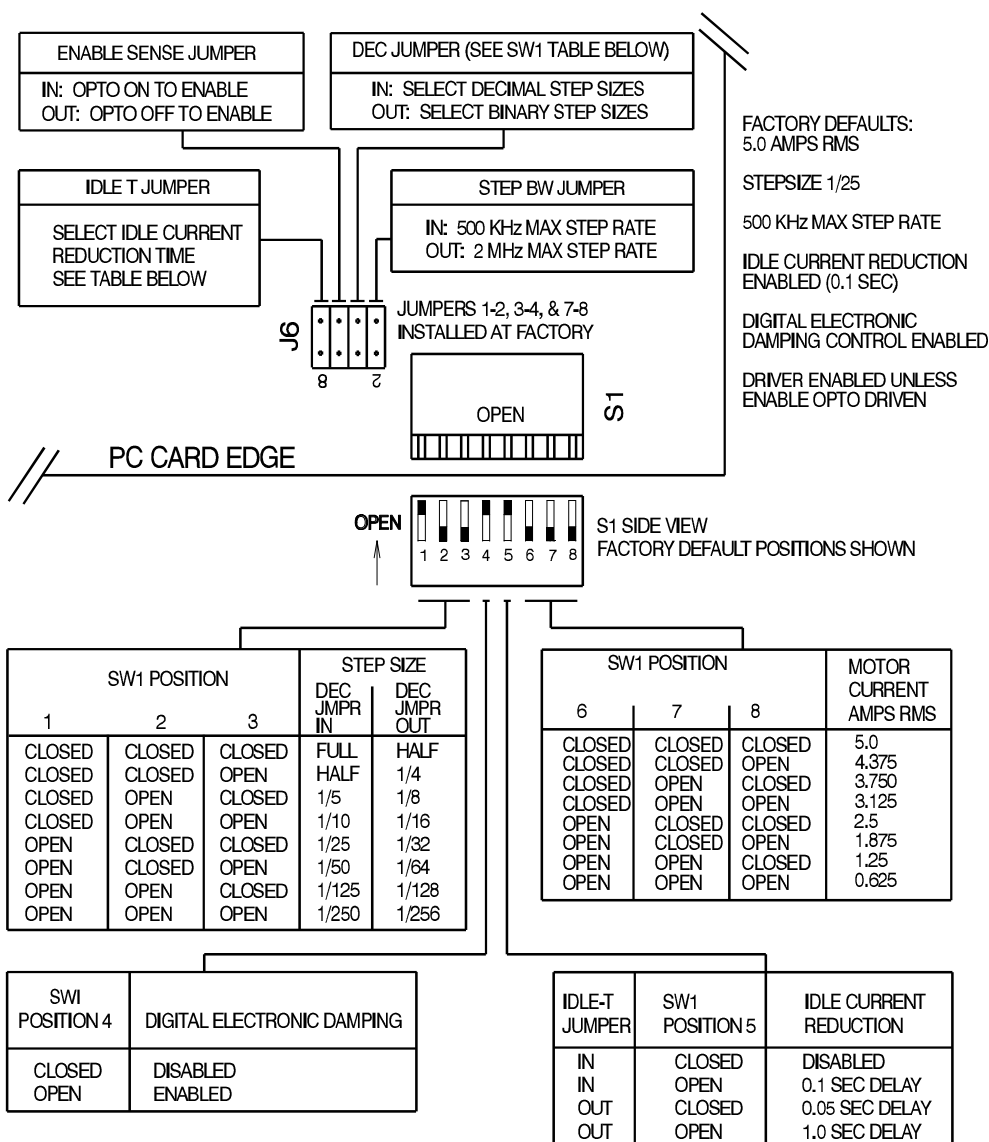 ENABLE SENSE JUMPER
IN: OPTO ON TO ENABLE
OUT: OPTO OFF TO ENABLE
DEC JUMPER (SEE SW1 TABLE BELOW)
IN: SELECT DECIMAL STEP SIZES
OUT: SELECT BINARY STEP SIZES
IDLE T JUMPER
SELECT IDLE CURRENT
REDUCTION TIME
SEE TABLE BELOW
STEP BW JUMPER
IN: 500 KHz MAX STEP RATE
OUT: 2 MHz MAX STEP RATE
FACTORY DEFAULTS:
5.0 AMPS RMS
STEPSIZE 1/25
500 KHz MAX STEP RATE
IDLE CURRENT REDUCTION
ENABLED (0.1 SEC)
DIGITAL ELECTRONIC
DAMPING CONTROL ENABLED
DRIVER ENABLED UNLESS
ENABLE OPTO DRIVEN
J6
8 2
JUMPERS 1-2, 3-4, & 7-8
INSTALLED AT FACTORY
OPEN
S1
PC CARD EDGE
OPEN
1 2 3 4 5 6 7 8
S1 SIDE VIEW
FACTORY DEFAULT POSITIONS SHOWN
SW1 POSITION STEP SIZE
1 2 3 DEC JMPR IN DEC JMPR OUT
CLOSED CLOSED CLOSED FULL HALF
CLOSED CLOSED OPEN HALF 1/4
CLOSED OPEN CLOSED 1/5 1/8
CLOSED OPEN OPEN 1/10 1/16
OPEN CLOSED CLOSED 1/25 1/32
OPEN CLOSED OPEN 1/50 1/64
OPEN OPEN CLOSED 1/125 1/128
OPEN OPEN OPEN 1/250 1/256
SW1 POSITION MOTOR CURRENT AMPS RMS
6 7 8
CLOSED CLOSED CLOSED 5.0
CLOSED CLOSED OPEN 4.375
CLOSED OPEN CLOSED 3.750
CLOSED OPEN OPEN 3.125
OPEN CLOSED CLOSED 2.5
OPEN CLOSED OPEN 1.875
OPEN OPEN CLOSED 1.25
OPEN OPEN OPEN 0.625
SWI POSITION 4 DIGITAL ELECTRONIC DAMPING
CLOSED DISABLED
OPEN ENABLED
IDLE-T JUMPER SW1 POSITION 5 IDLE CURRENT REDUCTION
IN CLOSED DISABLED
IN OPEN 0.1 SEC DELAY
OUT CLOSED 0.05 SEC DELAY
OUT OPEN 1.0 SEC DELAY